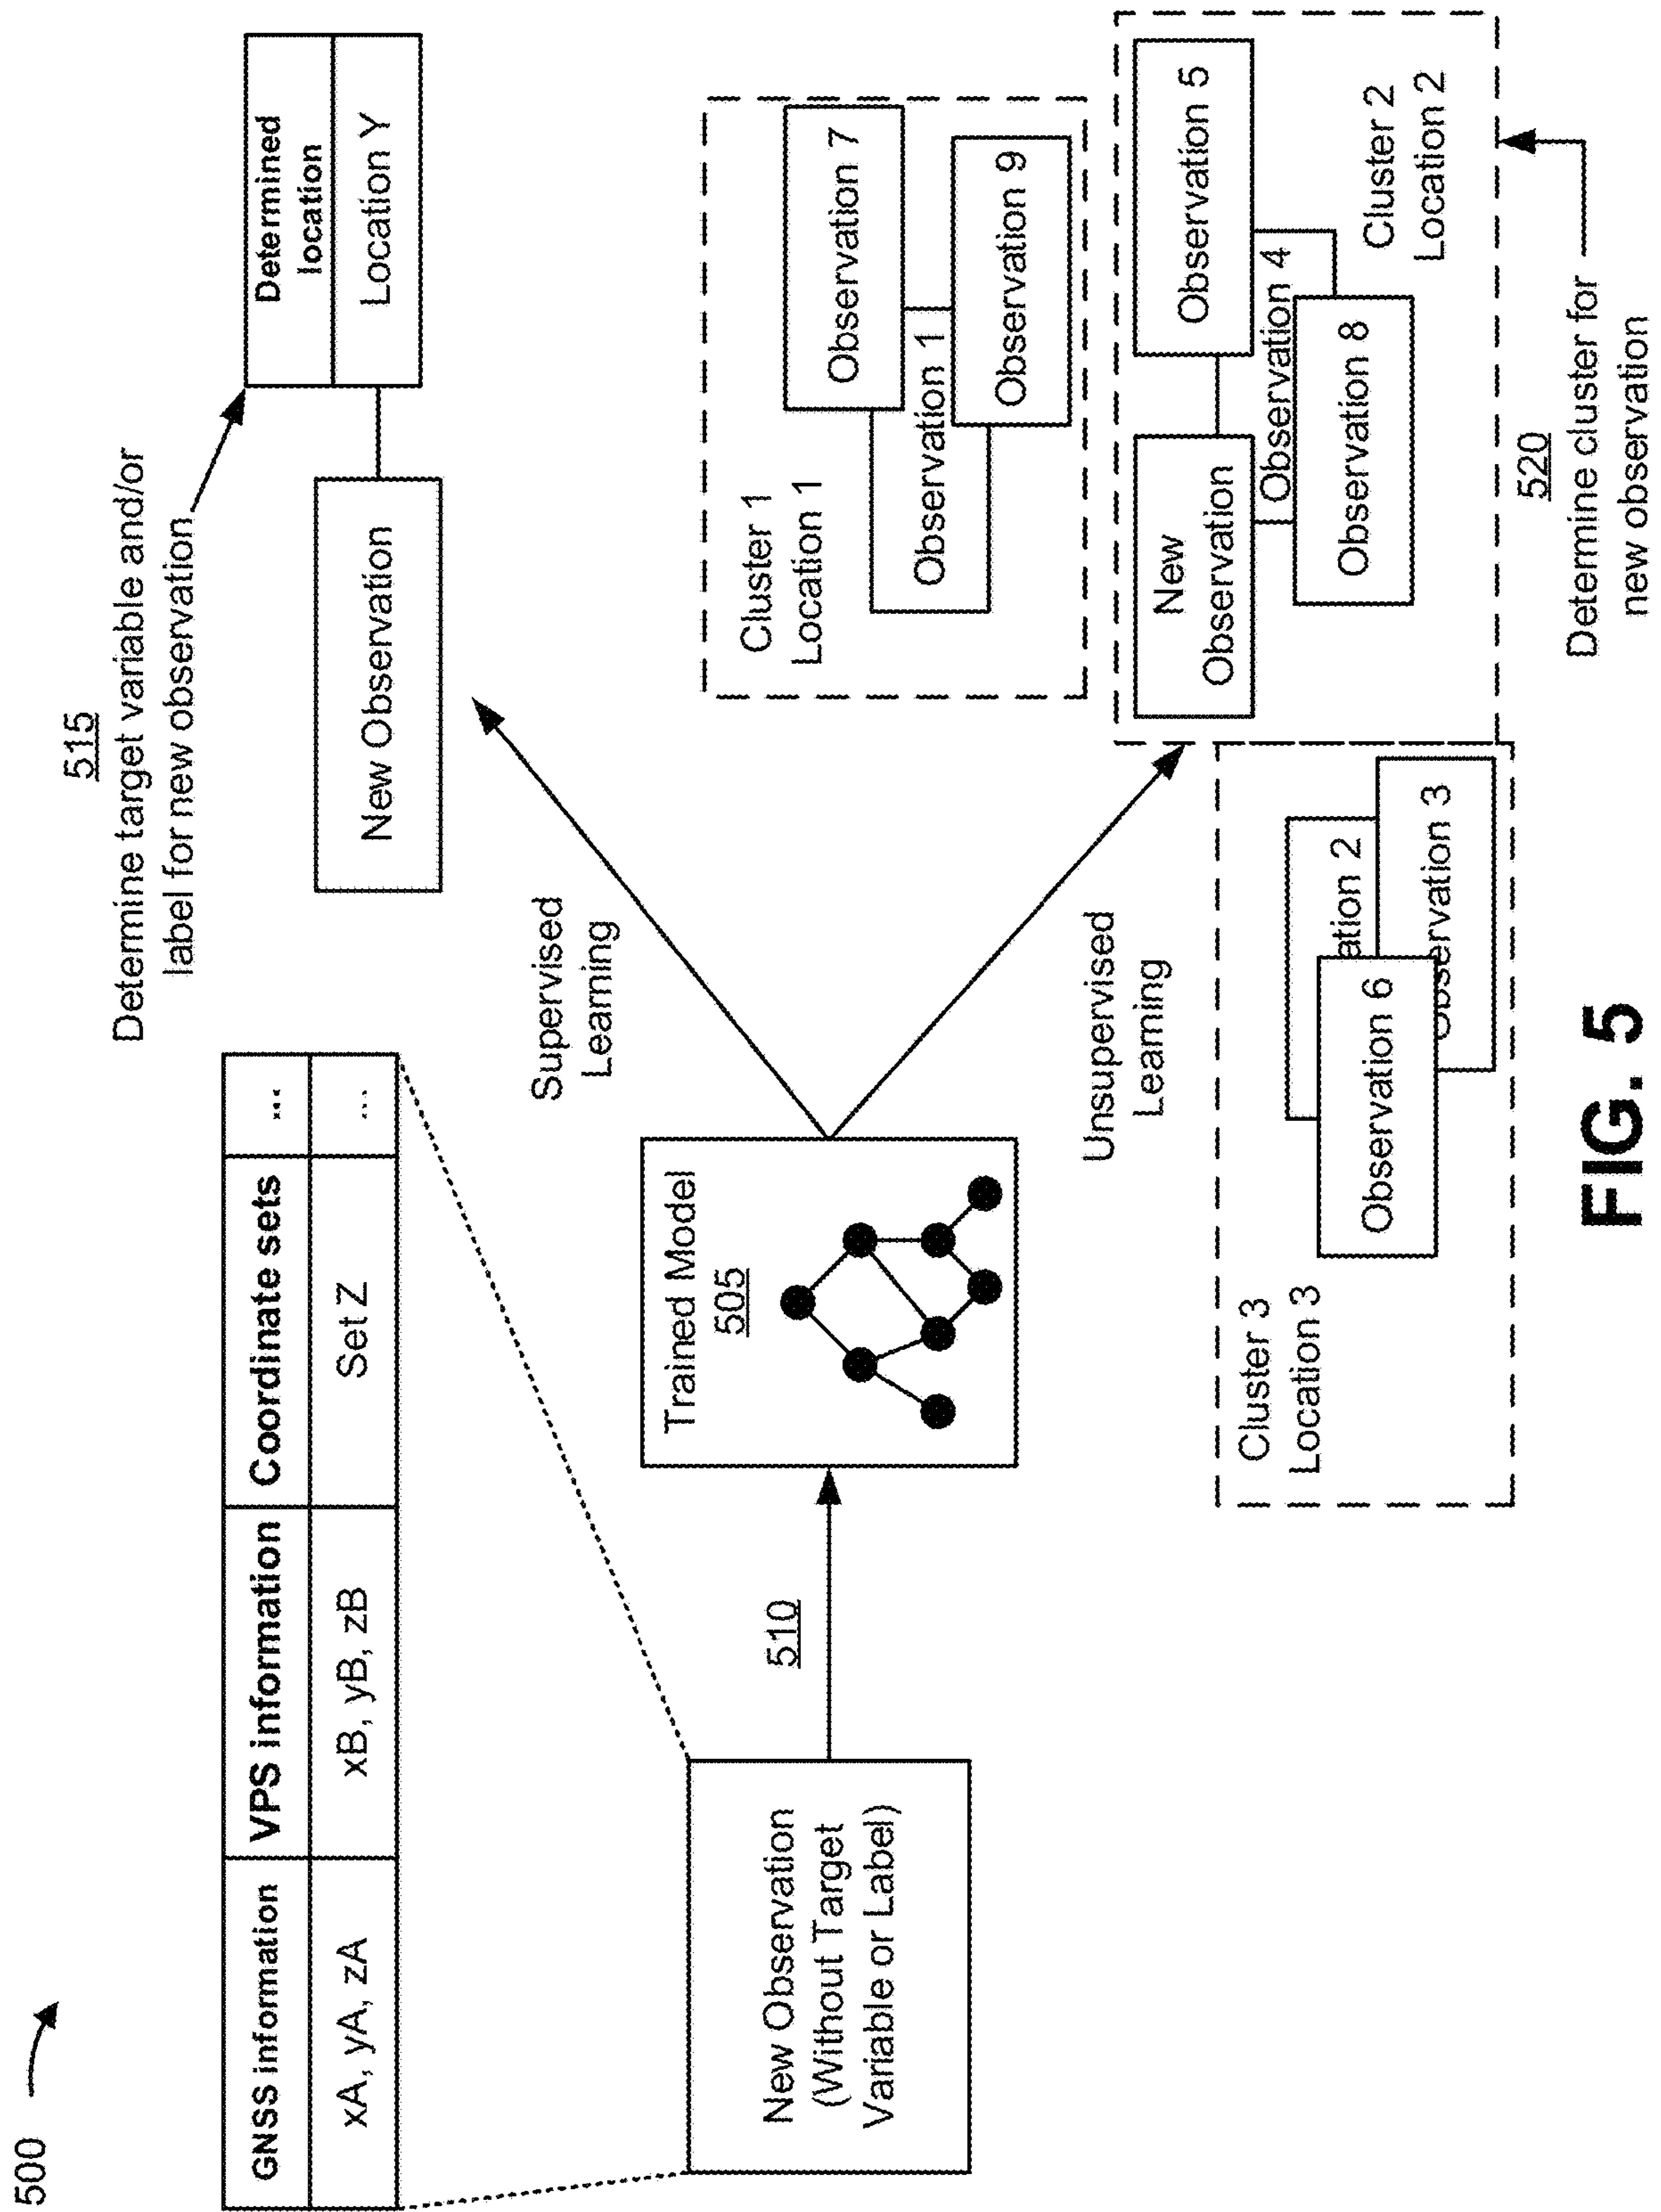 500
GNSS information VPS information Coordinate sets ...
xA, yA, zA xB, yB, zB Set Z ...
515
Determine target variable and/or
label for new observation
Determined
location
Location Y
New Observation
New Observation
(Without Target
Variable or Label)
510
Trained Model
505
Supervised
Learning
Unsupervised
Learning
Cluster 1
Location 1
Observation 7
Observation 1
Observation 9
New
Observation
Observation 5
Observation 4
Observation 8
Cluster 2
Location 2
Cluster 3
Location 3
ation 2
Observation 6
servation 3
520
Determine cluster for
new observation
FIG. 5